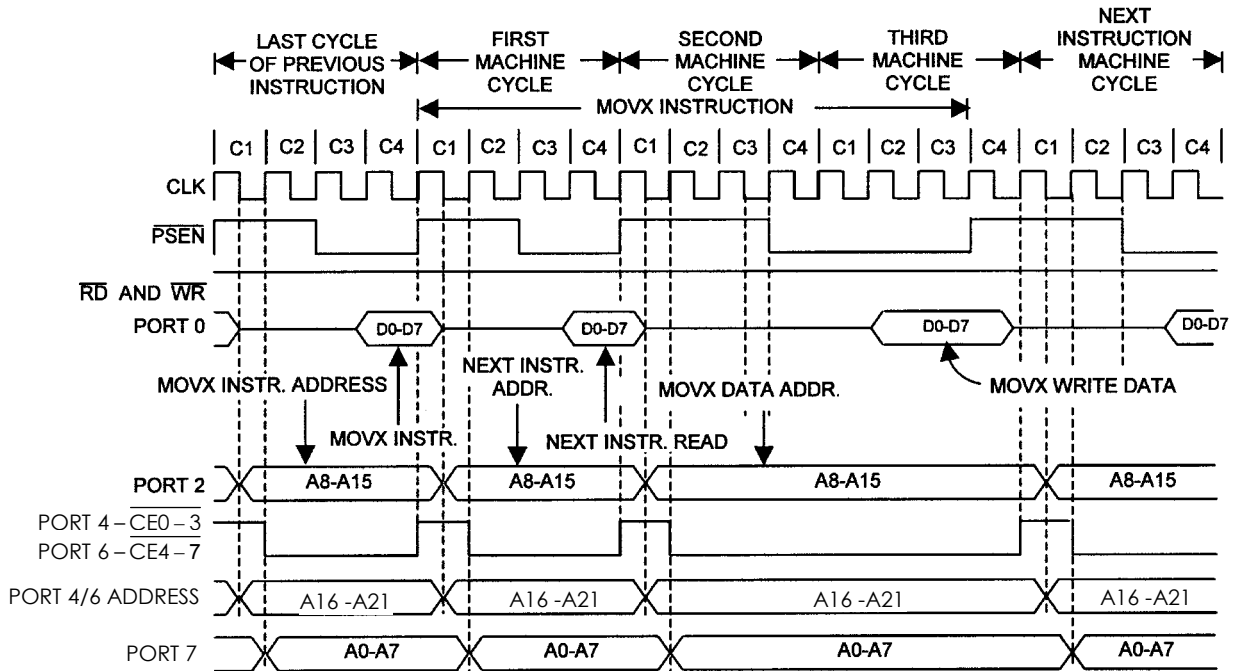 LAST CYCLE
OF PREVIOUS
INSTRUCTION
FIRST
MACHINE
CYCLE
SECOND
MACHINE
CYCLE
THIRD
MACHINE
CYCLE
NEXT
INSTRUCTION
MACHINE
CYCLE
MOVX INSTRUCTION
C1 C2 C3 C4 C1 C2 C3 C4 C1 C2 C3 C4 C1 C2 C3 C4 C1 C2 C3 C4
CLK
PSEN
RD AND WR
PORT 0
D0-D7 D0-D7 D0-D7 D0-D7
MOVX INSTR. ADDRESS
NEXT INSTR.
ADDR.
MOVX DATA ADDR.
MOVX WRITE DATA
MOVX INSTR.
NEXT INSTR. READ
PORT 2 A8-A15 A8-A15 A8-A15 A8-A15
PORT 4 – CE0 – 3
PORT 6 – CE4 – 7
PORT 4/6 ADDRESS A16 -A21 A16 -A21 A16 -A21 A16 -A21
PORT 7 A0-A7 A0-A7 A0-A7 A0-A7